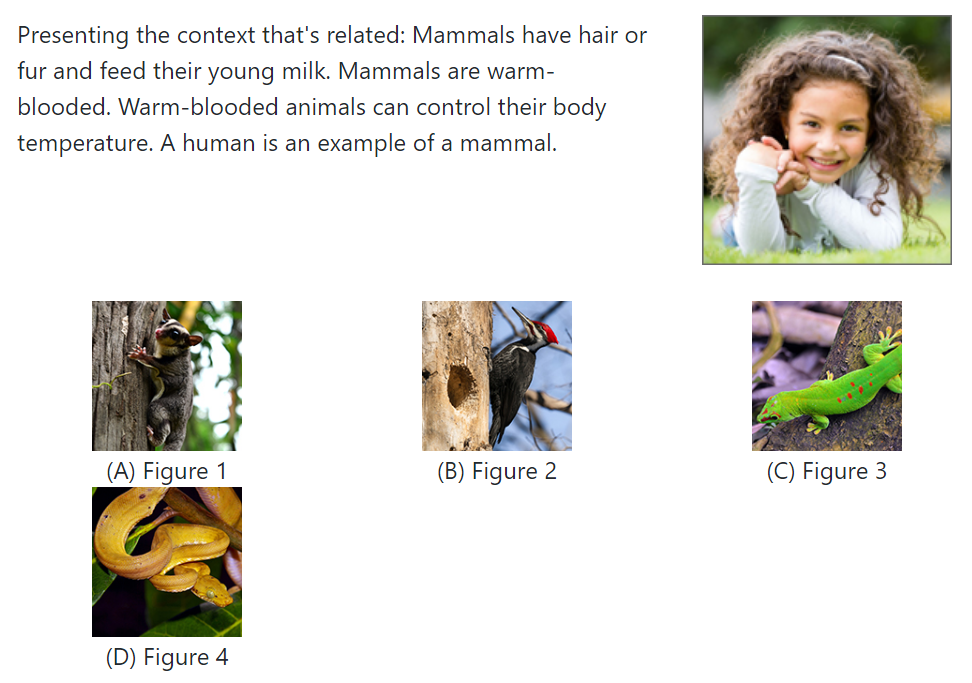 Presenting the context that's related: Mammals have hair or
fur and feed their young milk. Mammals are warm-
blooded. Warm-blooded animals can control their body
temperature. A human is an example of a mammal.
(A) Figure 1
(B) Figure 2
(C) Figure 3
(D) Figure 4